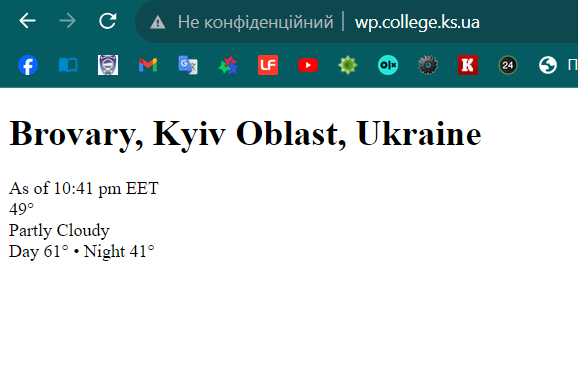 Не конфіденційний wp.college.ks.ua
LF olx K 24 П
Brovary, Kyiv Oblast, Ukraine
As of 10:41 pm EET
49°
Partly Cloudy
Day 61° • Night 41°